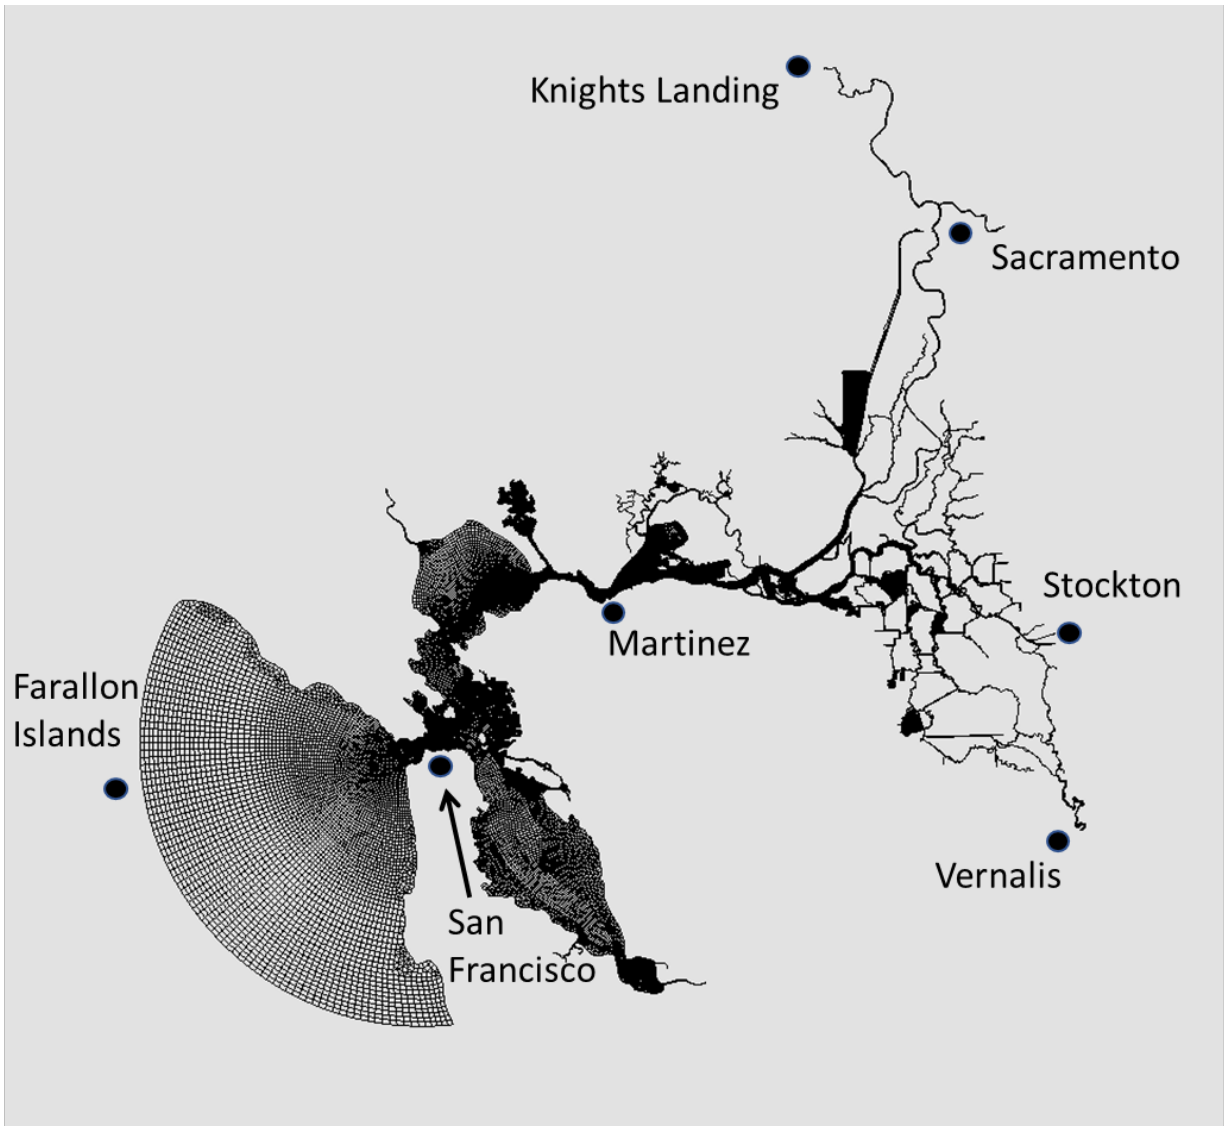 Knights Landing
Sacramento
Stockton
Martinez
Farallon
Islands
Vernalis
San
Francisco